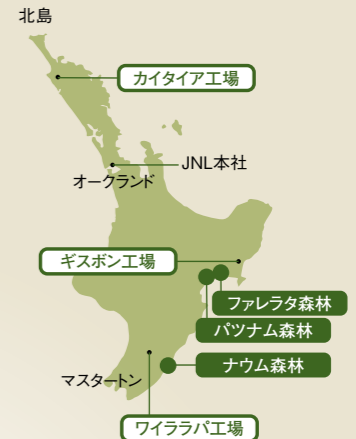 北島
カイタイア工場
JNL本社
オークランド
ギスボン工場
ファレラタ森林
パツナム森林
ナウム森林
マスタートン
ワイララパ工場